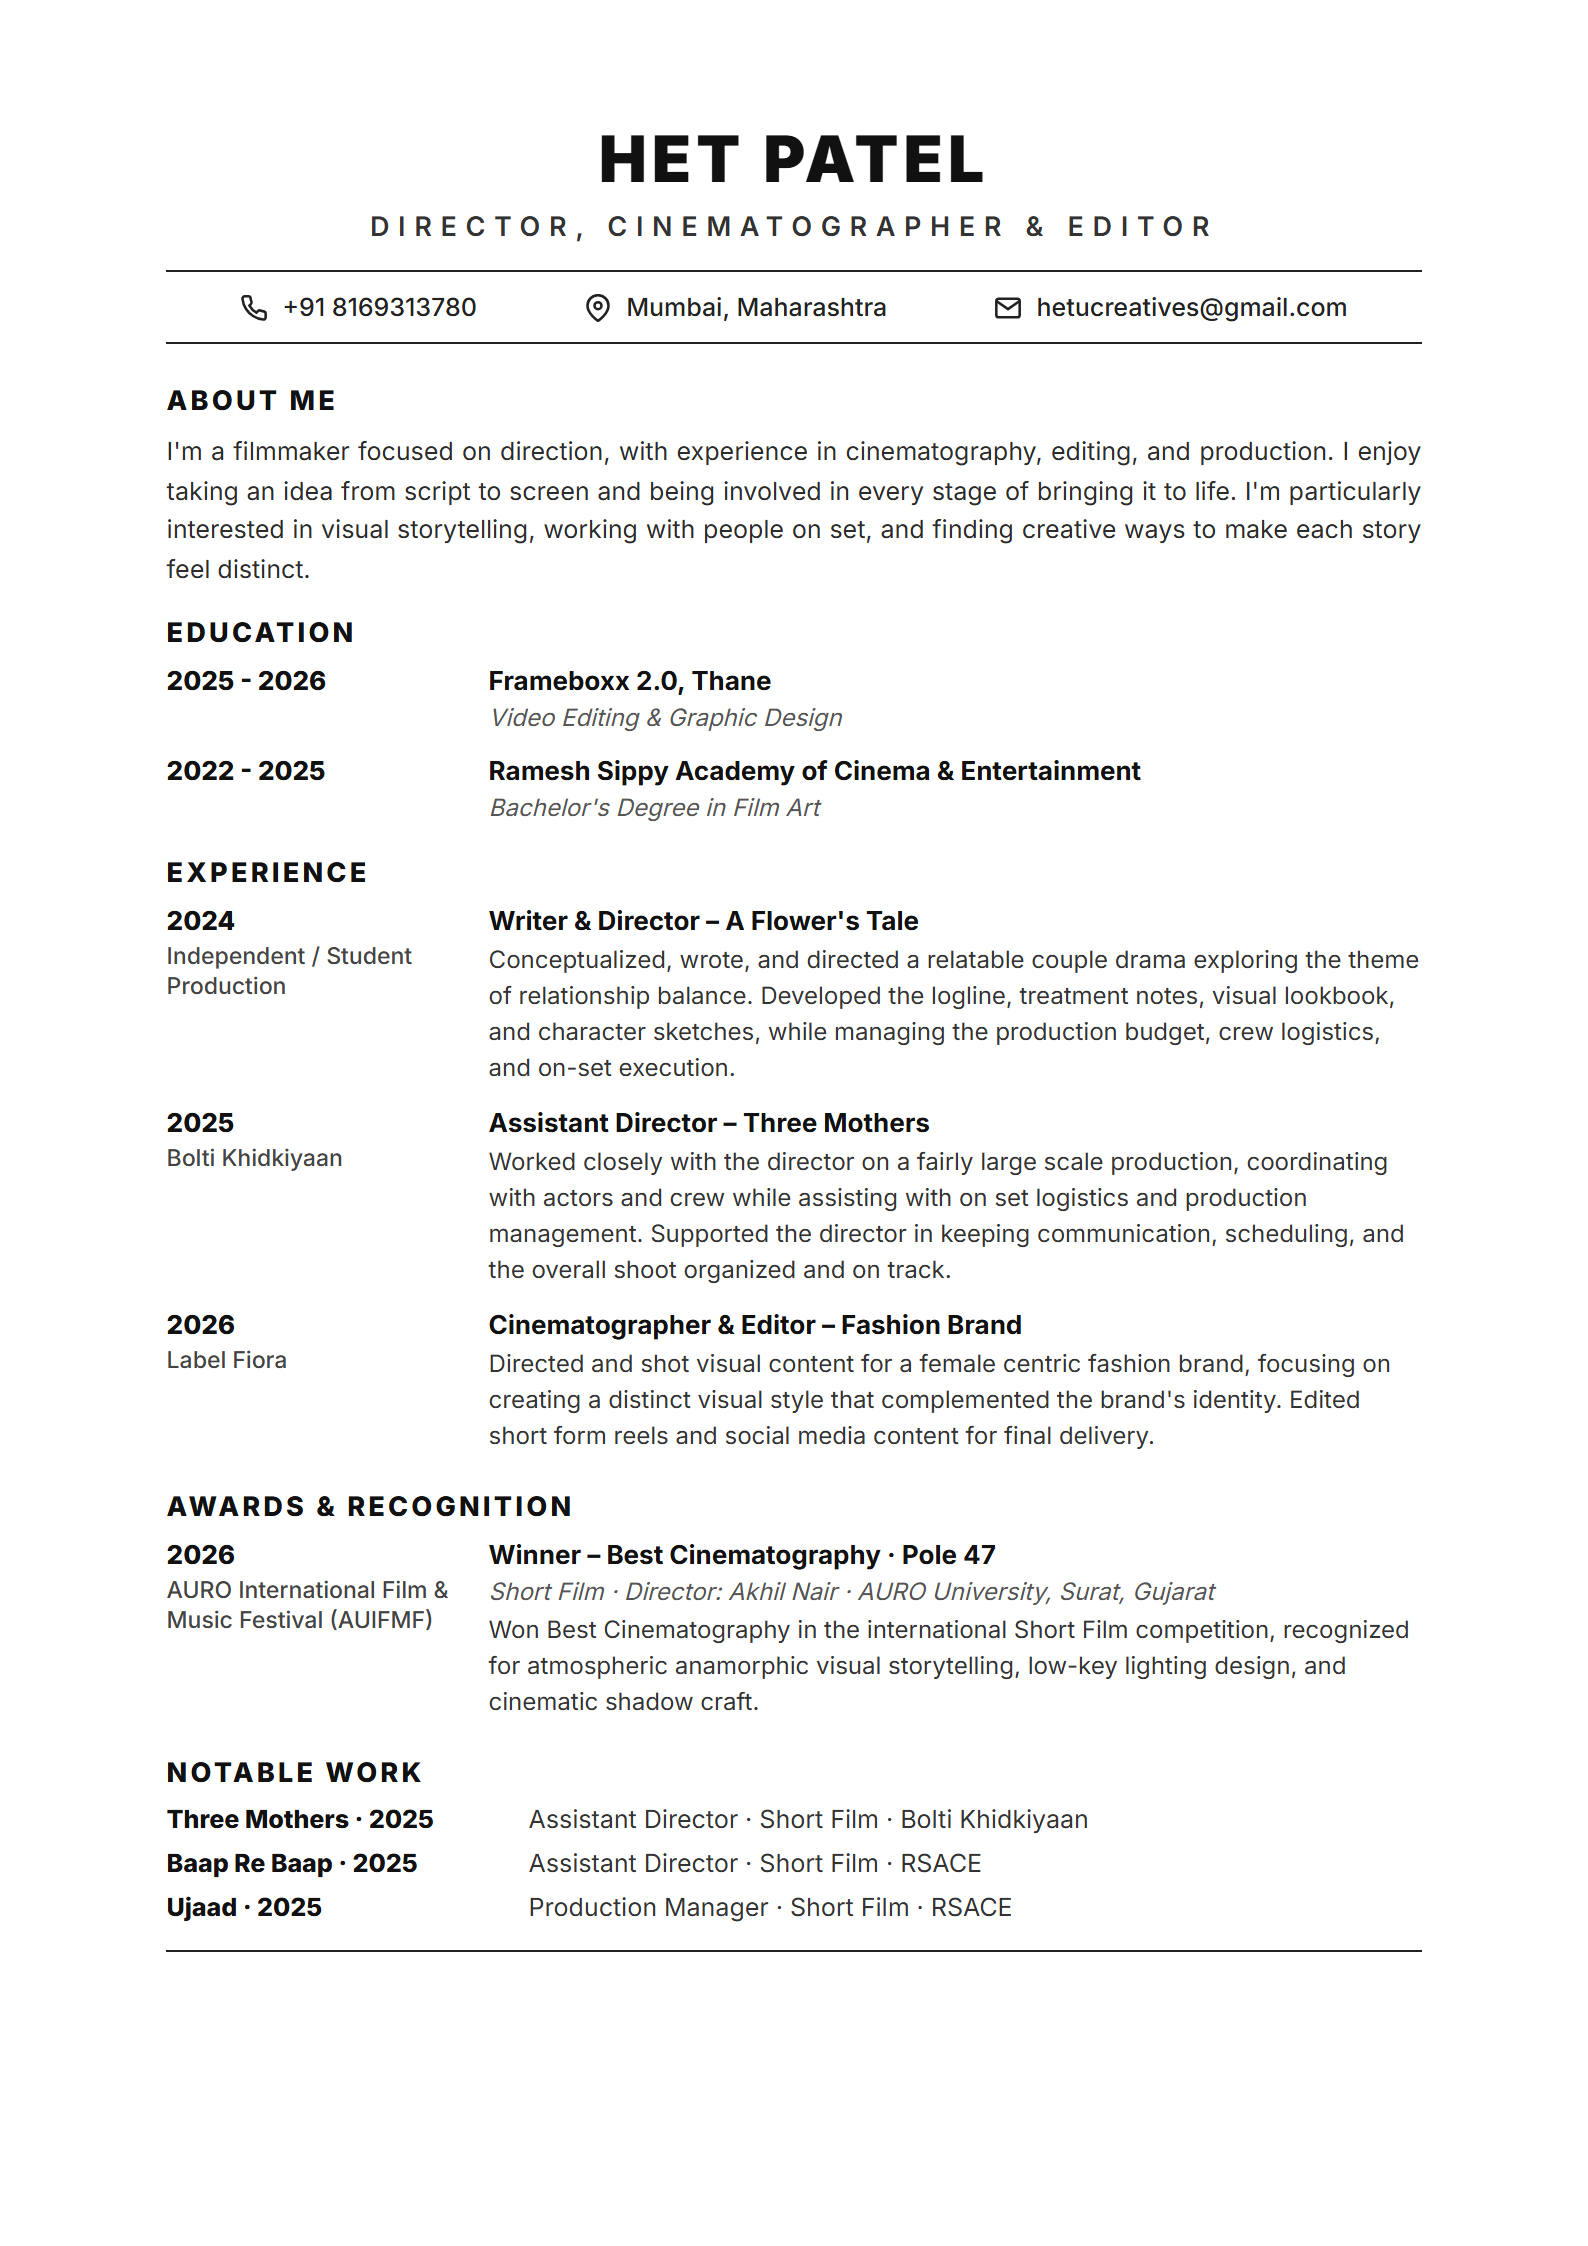 HET PATEL
DIRECTOR, CINEMATOGRAPHER & EDITOR
+91 8169313780 Mumbai, Maharashtra hetucreatives@gmail.com
ABOUT ME
I'm a filmmaker focused on direction, with experience in cinematography, editing, and production. I enjoy
taking an idea from script to screen and being involved in every stage of bringing it to life. I'm particularly
interested in visual storytelling, working with people on set, and finding creative ways to make each story
feel distinct.
EDUCATION
2025 - 2026 Frameboxx 2.0, Thane
Video Editing & Graphic Design
2022 - 2025 Ramesh Sippy Academy of Cinema & Entertainment
Bachelor's Degree in Film Art
EXPERIENCE
2024
Independent / Student
Production
Writer & Director – A Flower's Tale
Conceptualized, wrote, and directed a relatable couple drama exploring the theme
of relationship balance. Developed the logline, treatment notes, visual lookbook,
and character sketches, while managing the production budget, crew logistics,
and on-set execution.
2025
Bolti Khidkiyaan
Assistant Director – Three Mothers
Worked closely with the director on a fairly large scale production, coordinating
with actors and crew while assisting with on set logistics and production
management. Supported the director in keeping communication, scheduling, and
the overall shoot organized and on track.
2026
Label Fiora
Cinematographer & Editor – Fashion Brand
Directed and shot visual content for a female centric fashion brand, focusing on
creating a distinct visual style that complemented the brand's identity. Edited
short form reels and social media content for final delivery.
AWARDS & RECOGNITION
2026
AURO International Film &
Music Festival (AUIFMF)
Winner – Best Cinematography · Pole 47
Short Film · Director: Akhil Nair · AURO University, Surat, Gujarat
Won Best Cinematography in the international Short Film competition, recognized
for atmospheric anamorphic visual storytelling, low-key lighting design, and
cinematic shadow craft.
NOTABLE WORK
Three Mothers · 2025 Assistant Director · Short Film · Bolti Khidkiyaan
Baap Re Baap · 2025 Assistant Director · Short Film · RSACE
Ujaad · 2025 Production Manager · Short Film · RSACE